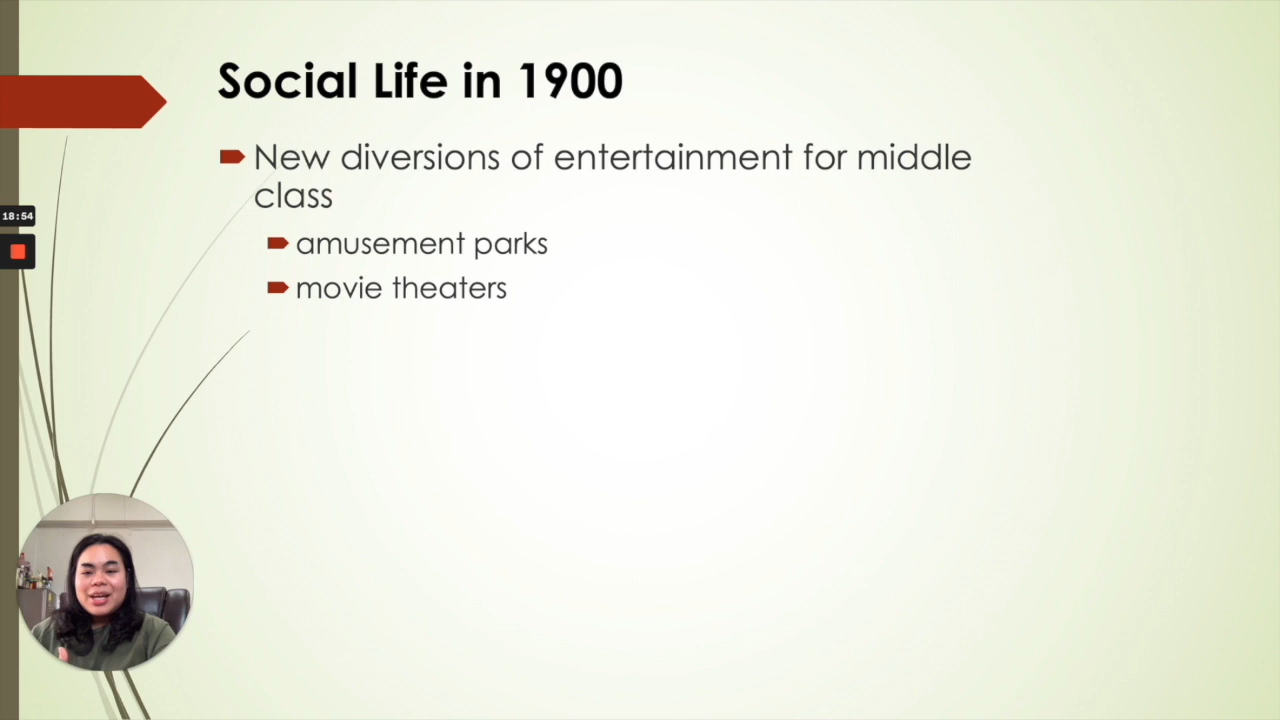 Social Life in 1900
New diversions of entertainment for middle
class
amusement parks
18:54
movie theaters